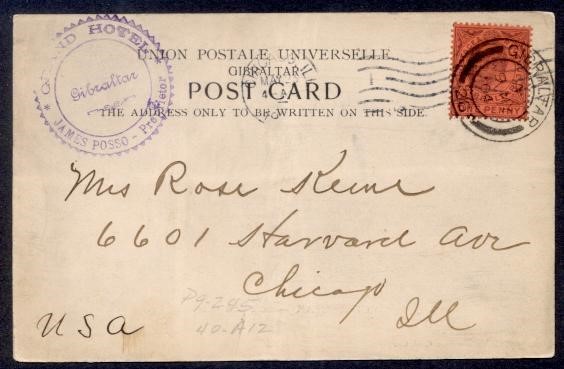 GRAND HOTEL
Gibraltar
JAMES POSSO - Proprietor
UNION POSTALE UNIVERSELLE.
GIBRALTAR
POST CARD
THE ADDRESS ONLY TO BE WRITTEN ON THIS SIDE.
GIBRALTAR
PENNY
Mrs Rose Keine
6601 Harvard Ave
Chicago
Ill
USA
P9-245
40-A12